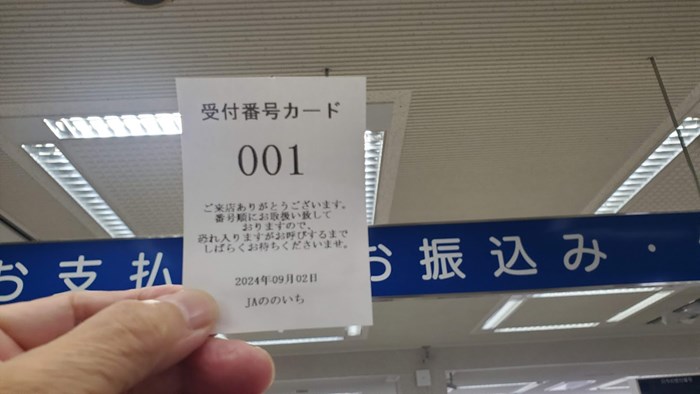 受付番号カード
001
ご来店ありがとうございます。
番号順にお取扱い致して
おりますので、
恐れ入りますがお呼びするまで
しばらくお待ちくださいませ。
2024年09月02日
JAののいち
お支払
お振込み・